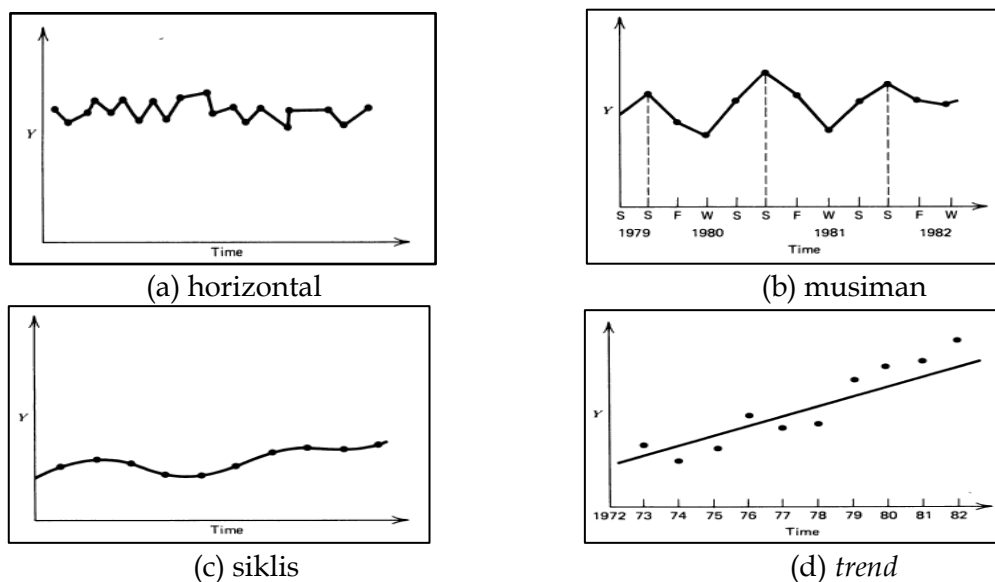 Y
Time
(a) horizontal
Y
S S F W S S F W S S F W
1979 1980 1981 1982
Time
(b) musiman
Y
Time
(c) siklis
Y
1972 73 74 75 76 77 78 79 80 81 82
Time
(d) trend